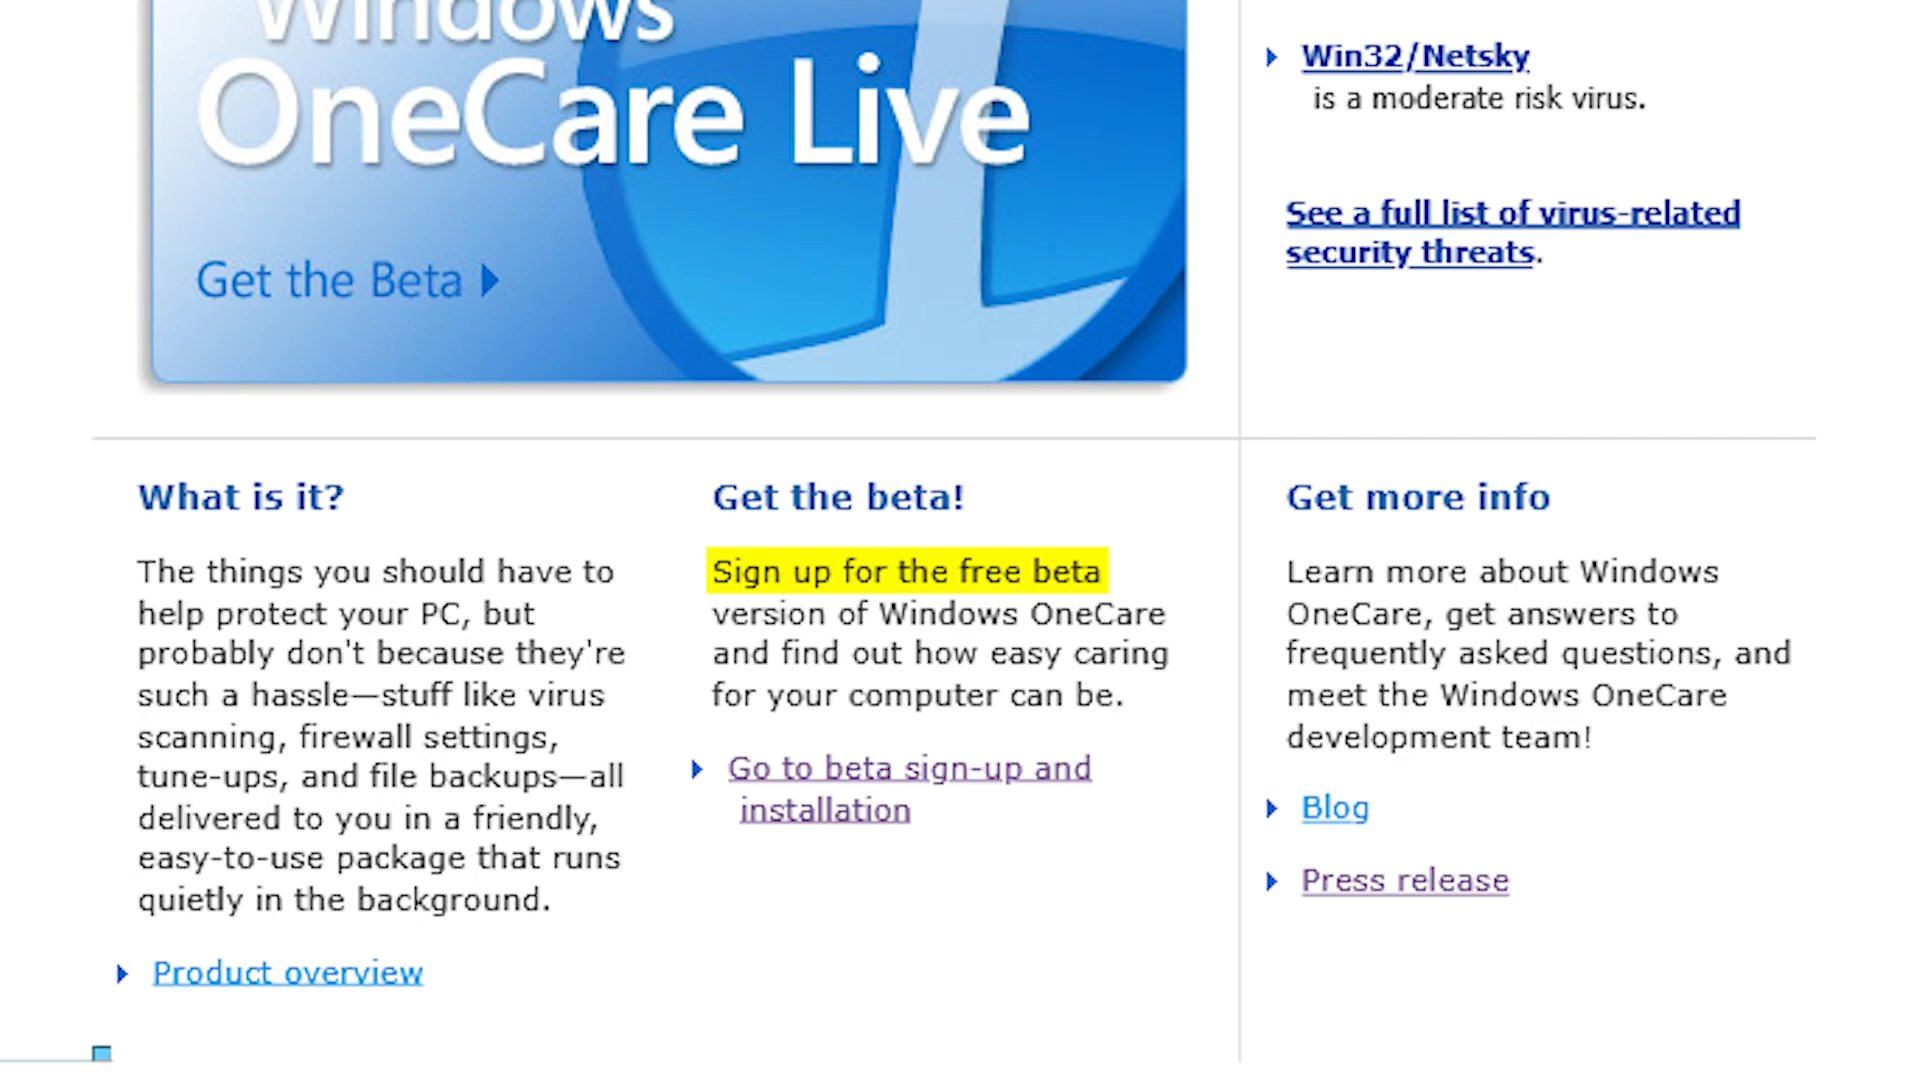 Windows
OneCare Live
Get the Beta
Win32/Netsky
is a moderate risk virus.
See a full list of virus-related
security threats.
What is it?
The things you should have to
help protect your PC, but
probably don't because they're
such a hassle—stuff like virus
scanning, firewall settings,
tune-ups, and file backups—all
delivered to you in a friendly,
easy-to-use package that runs
quietly in the background.
Product overview
Get the beta!
Sign up for the free beta
version of Windows OneCare
and find out how easy caring
for your computer can be.
Go to beta sign-up and
installation
Get more info
Learn more about Windows
OneCare, get answers to
frequently asked questions, and
meet the Windows OneCare
development team!
Blog
Press release